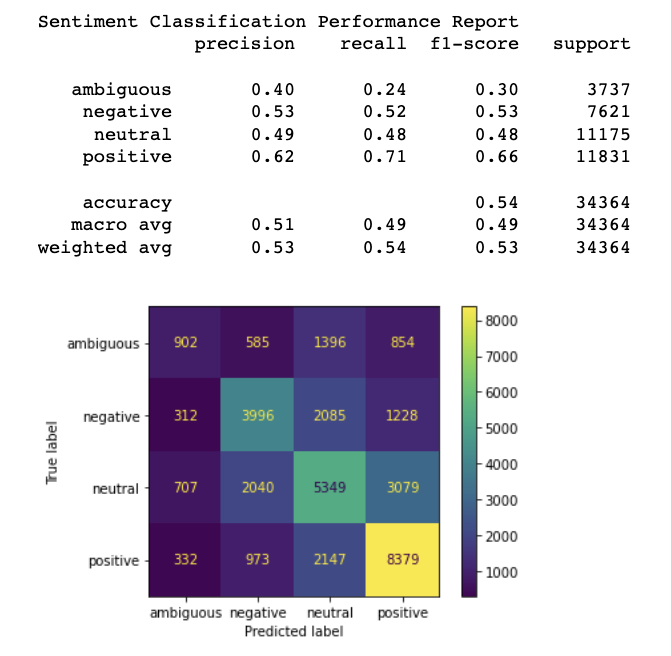 Sentiment Classification Performance Report
precision recall f1-score support
ambiguous 0.40 0.24 0.30 3737
negative 0.53 0.52 0.53 7621
neutral 0.49 0.48 0.48 11175
positive 0.62 0.71 0.66 11831
accuracy 0.54 34364
macro avg 0.51 0.49 0.49 34364
weighted avg 0.53 0.54 0.53 34364
True label
ambiguous 902 585 1396 854
negative 312 3996 2085 1228
neutral 707 2040 5349 3079
positive 332 973 2147 8379
ambiguous negative neutral positive
Predicted label
8000
7000
6000
5000
4000
3000
2000
1000